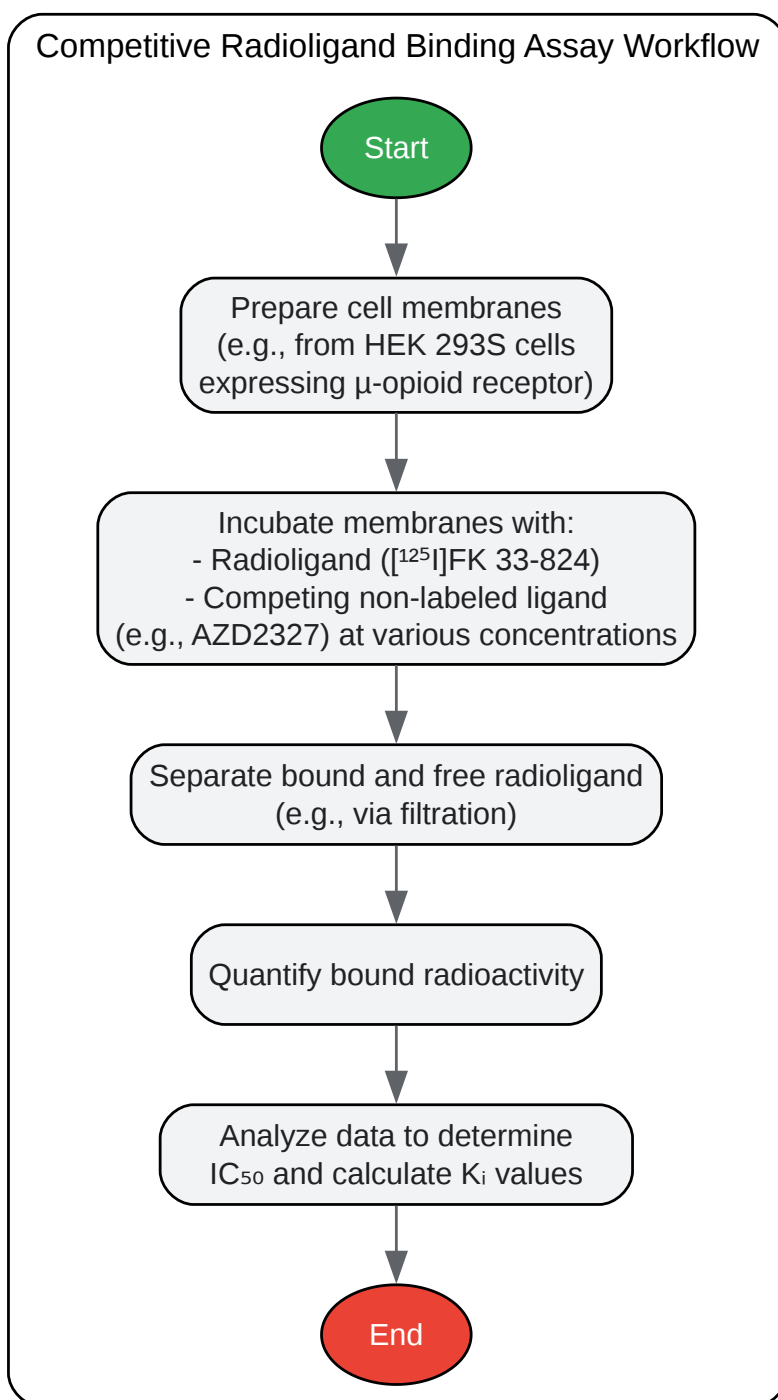 Competitive Radioligand Binding Assay Workflow
Start
Prepare cell membranes
(e.g., from HEK 293S cells
expressing µ-opioid receptor)
Incubate membranes with:
- Radioligand ([¹²⁵I]FK 33-824)
- Competing non-labeled ligand
(e.g., AZD2327) at various concentrations
Separate bound and free radioligand
(e.g., via filtration)
Quantify bound radioactivity
Analyze data to determine
IC₅₀ and calculate Kᵢ values
End